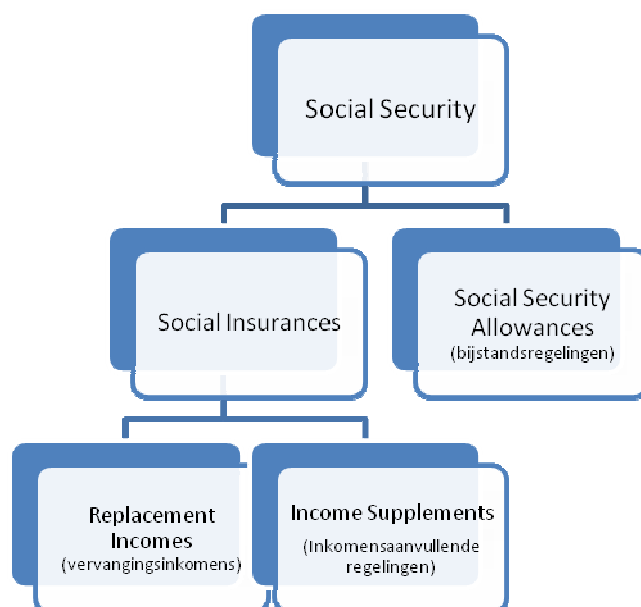 Social Security
Social Insurances
Social Security
Allowances
(bijstandsregelingen)
Replacement
Incomes
(vervangingsinkomens)
Income Supplements
(Inkomensaanvullende
regelingen)